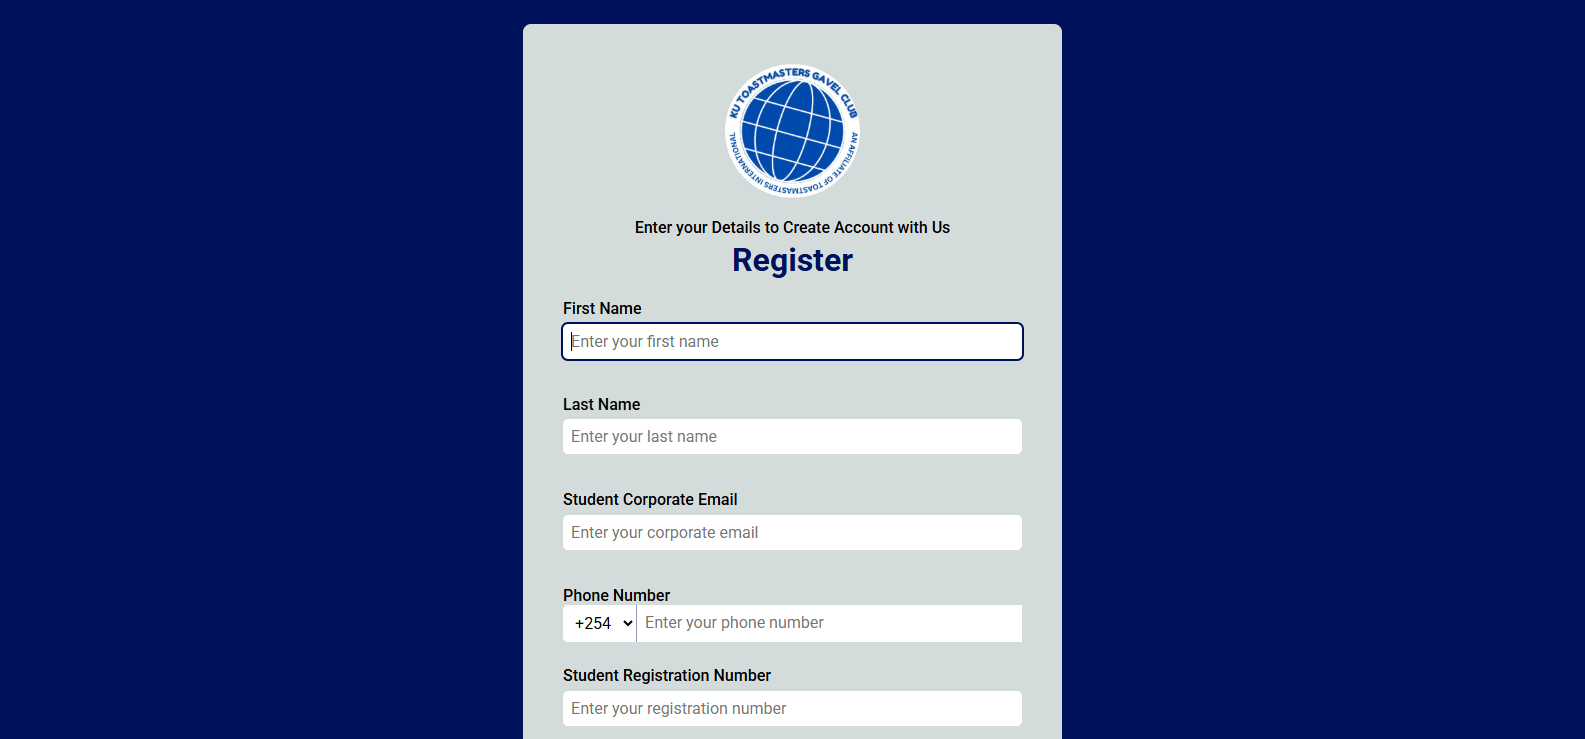 KU TOASTMASTERS GAVEL CLUB
AN AFFILIATE OF TOASTMASTERS INTERNATIONAL
Enter your Details to Create Account with Us
Register
First Name
Enter your first name
Last Name
Enter your last name
Student Corporate Email
Enter your corporate email
Phone Number
+254 Enter your phone number
Student Registration Number
Enter your registration number